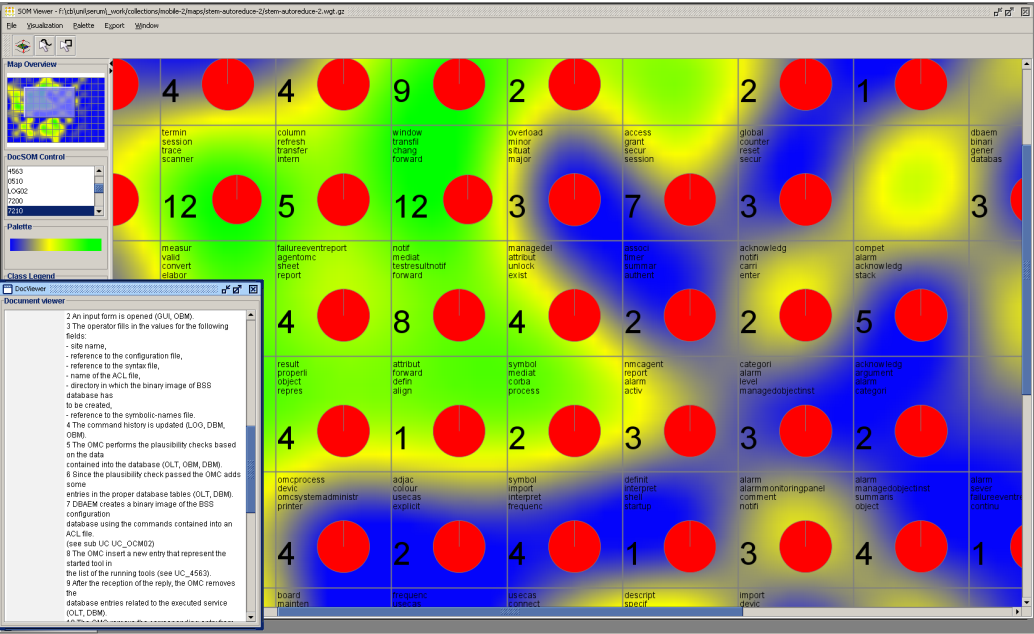 SOM Viewer - f:\cb\uni\serum\_work\collections\mobile-2\maps\stem-autoreduce-2/stem-autoreduce-2.wgt.gz
File Visualization Palette Export Window
Map Overview
DocSOM Control
4563
0510
LOG02
7200
7210
Palette
Class Legend
4 4 9 2 2 1
termin
session
trace
scanner
12
column
refresh
transfer
intern
5
window
transfil
chang
forward
12
overload
minor
situat
major
3
access
grant
secur
session
7
global
counter
reset
secur
3
dbaem
binari
gener
databas
3
measur
valid
convert
elabor
failureeventreport
agentomc
sheet
report
4
notif
mediat
testresultnotif
forward
8
managedel
attribut
unlock
exist
4
associ
summar
authent
2
acknowledg
notifi
carri
enter
2
compet
alarm
acknowledg
stack
5
result
properli
object
repres
4
attribut
forward
defin
align
1
symbol
mediat
corba
process
2
nmcagent
report
alarm
activ
3
categori
alarm
level
managedobjectinst
3
acknowledg
argument
alarm
categori
2
omcprocess
devic
omcsystemadministr
printer
4
adjac
colour
usecas
explicit
2
symbol
import
interpret
frequenc
4
definit
interpret
shell
startup
1
alarm
alarmmonitoringpanel
comment
notifi
3
alarm
managedobjectinst
summaris
object
4
alarm
sever
continu
1
board
mainten
frequenc
usecas
usecas
connect
descript
specif
import
devic
DocViewer
Document viewer
2 An input form is opened (GUI, OBM).
3 The operator fills in the values for the following
fields:
- site name,
- reference to the configuration file,
- reference to the syntax file,
- name of the ACL file,
- directory in which the binary image of BSS
database has
to be created,
- reference to the symbolic-names file.
4 The command history is updated (LOG, DBM,
OBM).
5 The OMC performs the plausibility checks based
on the data
contained into the database (OLT, OBM, DBM).
6 Since the plausibility check passed the OMC adds
some
entries in the proper database tables (OLT, DBM).
7 DBAEM creates a binary image of the BSS
configuration
database using the commands contained into an
ACL file.
(see sub UC UC_OCM02)
8 The OMC insert a new entry that represent the
started tool in
the list of the running tools (see UC_4563).
9 After the reception of the reply, the OMC removes
the
database entries related to the executed service
(OLT, DBM).